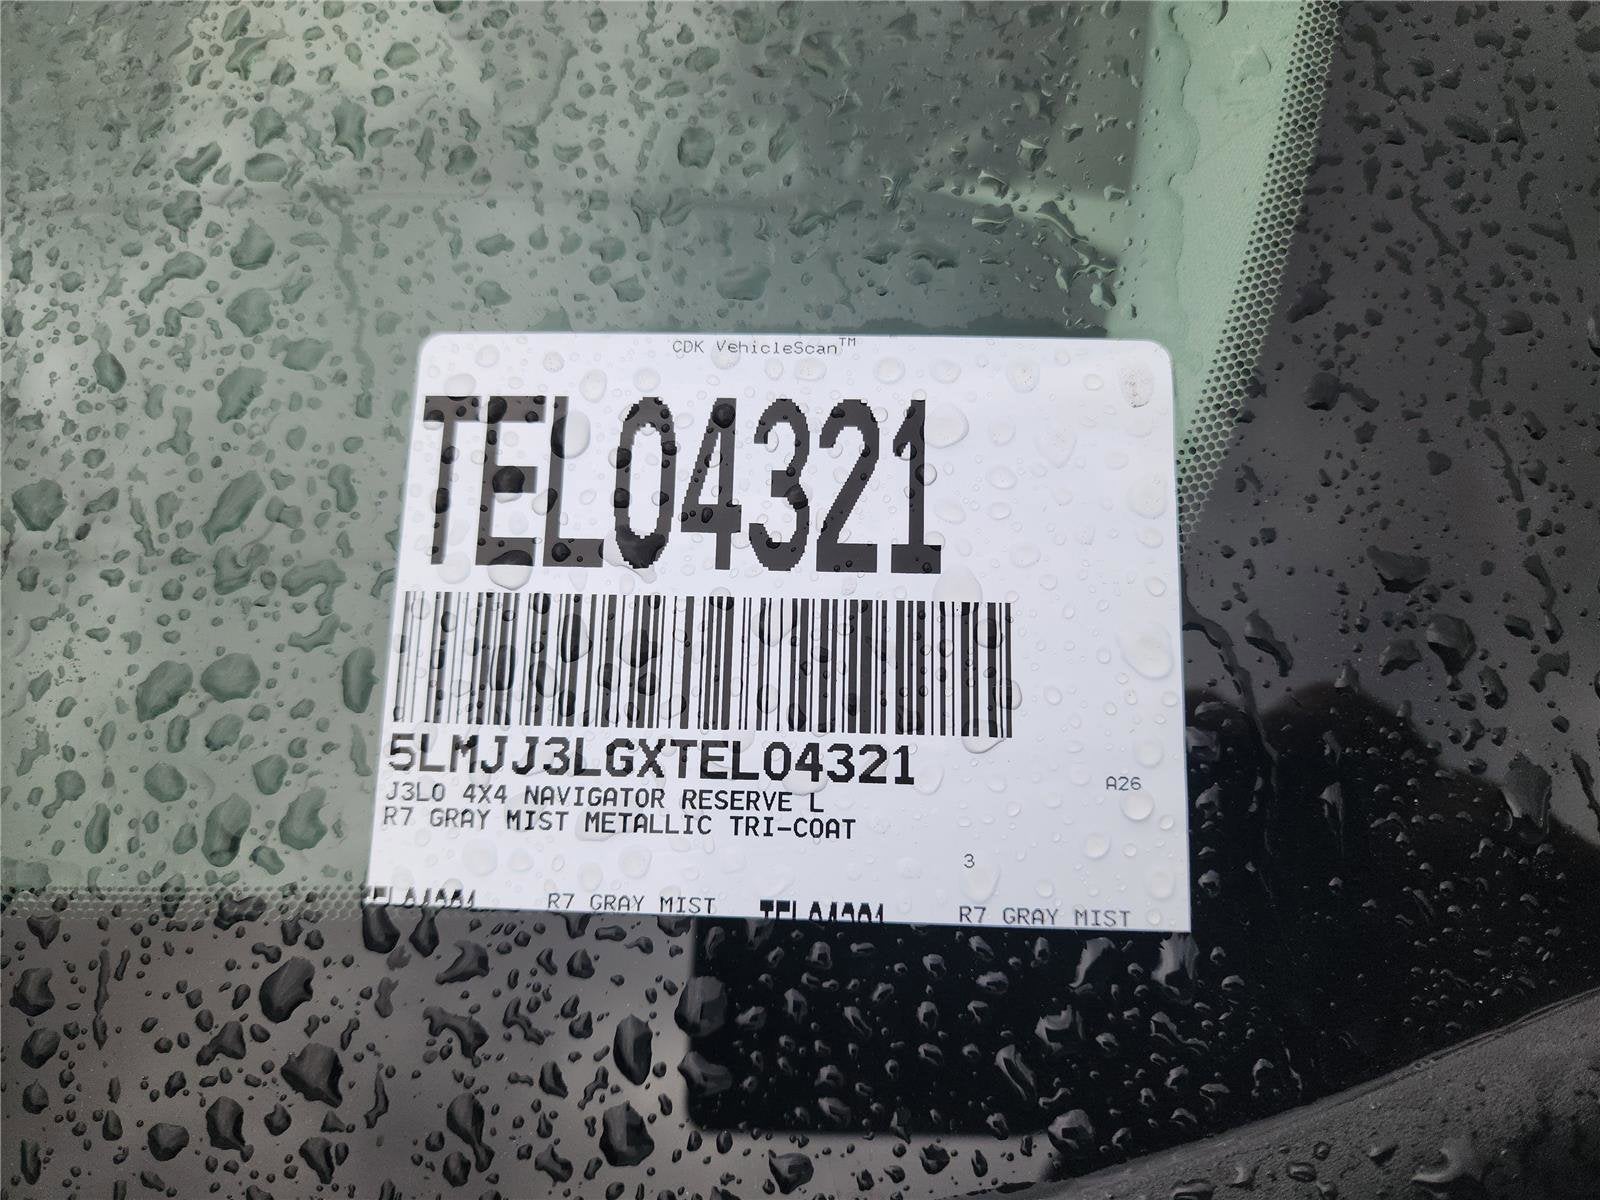 CDK VehicleScan™
TEL04321
5LMJJ3LGXTEL04321
J3L0 4X4 NAVIGATOR RESERVE L
A26
R7 GRAY MIST METALLIC TRI-COAT
3
R7 GRAY MIST
R7 GRAY MIST